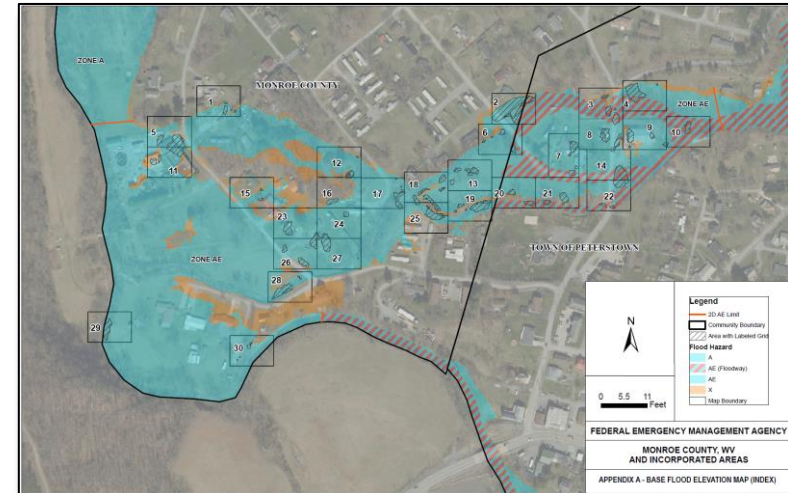 ZONE A
MONROE COUNTY
1
2
3
4
ZONE AE
5
6
7
8
9
10
11
12
13
14
15
16
17
18
19
20
21
22
23
24
25
TOWN OF PETERSTOWN
ZONE AE
26
27
28
29
30
N
0 5.5 11
Feet
Legend
2D AE Limit
Community Boundary
Area with Labeled Grid
Flood Hazard
A
AE (Floodway)
AE
X
Map Boundary
FEDERAL EMERGENCY MANAGEMENT AGENCY
MONROE COUNTY, WV
AND INCORPORATED AREAS
APPENDIX A - BASE FLOOD ELEVATION MAP (INDEX)